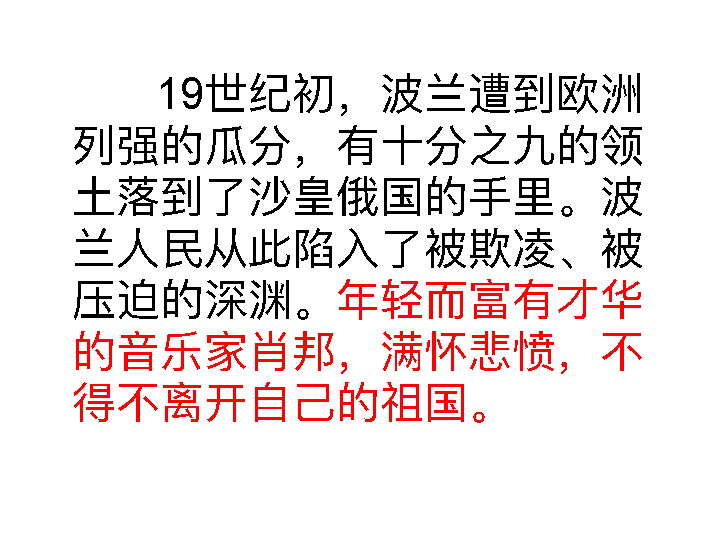 19世纪初，波兰遭到欧洲
列强的瓜分，有十分之九的领
土落到了沙皇俄国的手里。波
兰人民从此陷入了被欺凌、被
压迫的深渊。年轻而富有才华
的音乐家肖邦，满怀悲愤，不
得不离开自己的祖国。